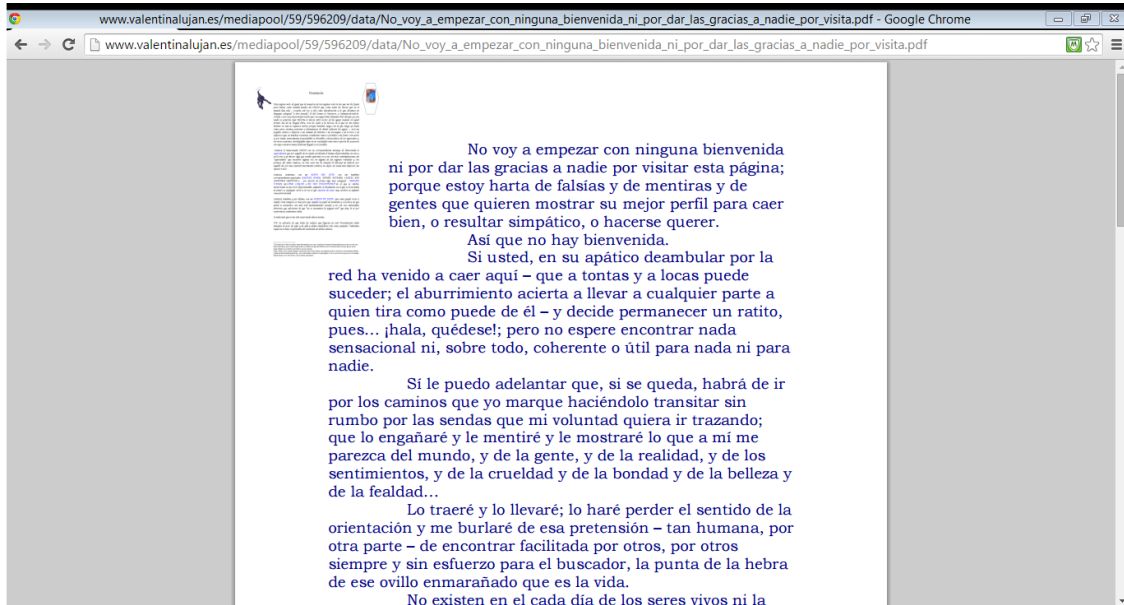 www.valentinalujan.es/mediapool/59/596209/data/No_voy_a_empezar_con_ninguna_bienvenida_ni_por_dar_las_gracias_a_nadie_por_visita.pdf - Google Chrome
www.valentinalujan.es/mediapool/59/596209/data/No_voy_a_empezar_con_ninguna_bienvenida_ni_por_dar_las_gracias_a_nadie_por_visita.pdf
No voy a empezar con ninguna bienvenida
ni por dar las gracias a nadie por visitar esta página;
porque estoy harta de falsías y de mentiras y de
gentes que quieren mostrar su mejor perfil para caer
bien, o resultar simpático, o hacerse querer.
Así que no hay bienvenida.
Si usted, en su apático deambular por la
red ha venido a caer aquí – que a tontas y a locas puede
suceder; el aburrimiento acierta a llevar a cualquier parte a
quien tira como puede de él – y decide permanecer un ratito,
pues… ¡hala, quédese!; pero no espere encontrar nada
sensacional ni, sobre todo, coherente o útil para nada ni para
nadie.
Sí le puedo adelantar que, si se queda, habrá de ir
por los caminos que yo marque haciéndolo transitar sin
rumbo por las sendas que mi voluntad quiera ir trazando;
que lo engañaré y le mentiré y le mostraré lo que a mí me
parezca del mundo, y de la gente, y de la realidad, y de los
sentimientos, y de la crueldad y de la bondad y de la belleza y
de la fealdad…
Lo traeré y lo llevaré; lo haré perder el sentido de la
orientación y me burlaré de esa pretensión – tan humana, por
otra parte – de encontrar facilitada por otros, por otros
siempre y sin esfuerzo para el buscador, la punta de la hebra
de ese ovillo enmarañado que es la vida.
No existen en el cada día de los seres vivos ni la